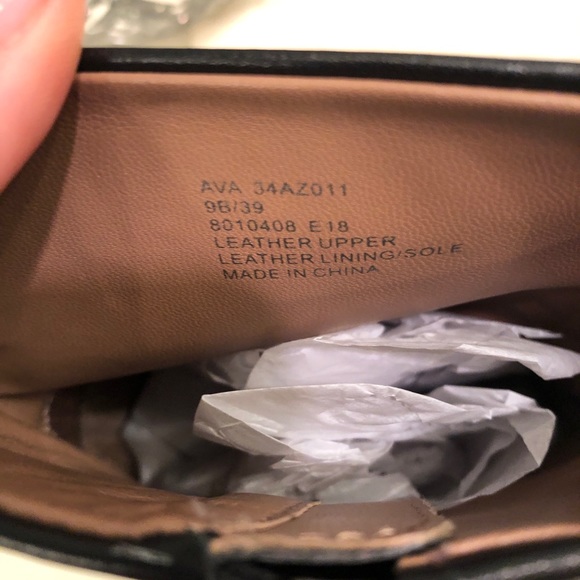 AVA 34AZ011
9B/39
8010408 E18
LEATHER UPPER
LEATHER LINING/SOLE
MADE IN CHINA